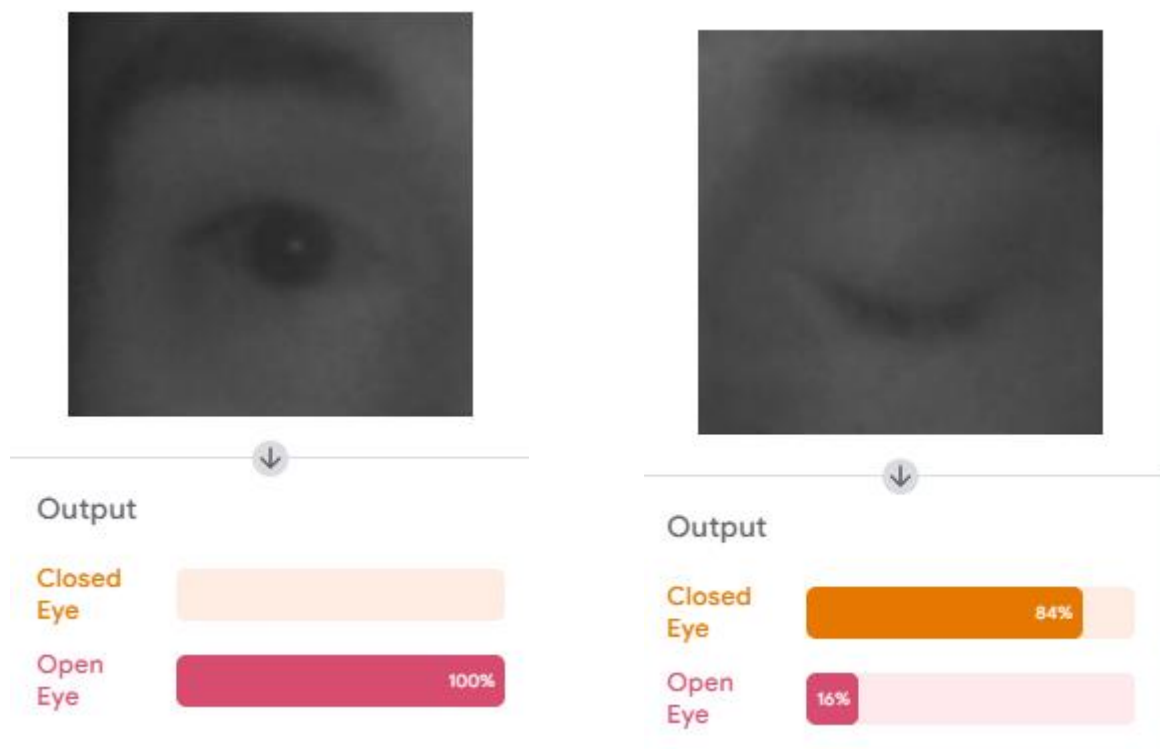 Output
Closed
Eye
Open
Eye
100%
Output
Closed
Eye
84%
Open
Eye
16%